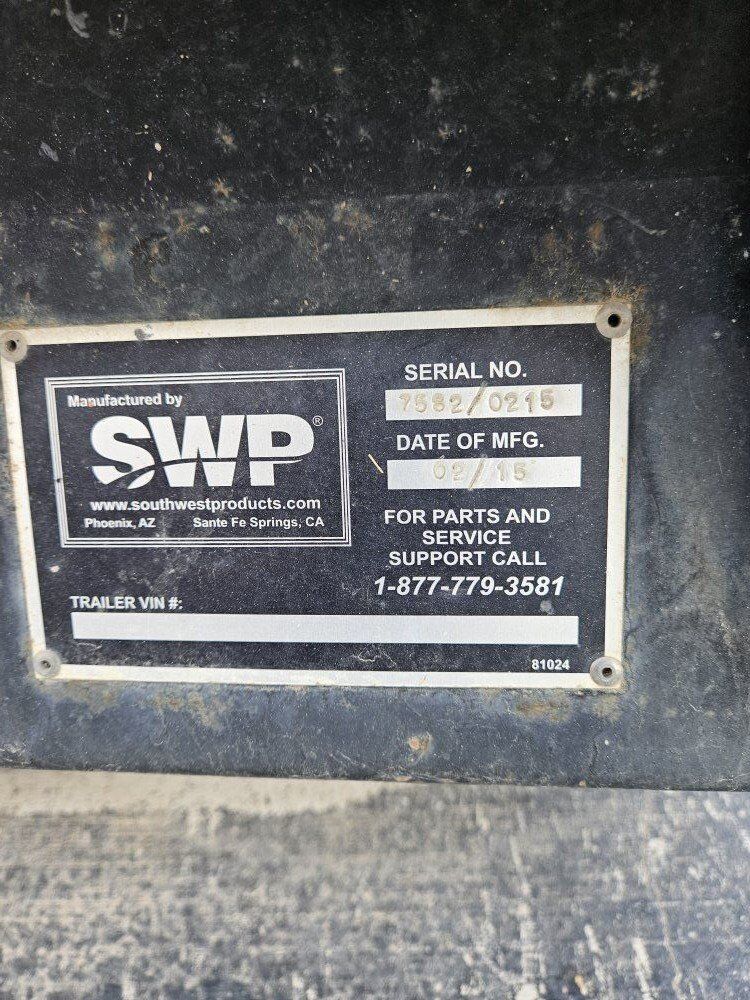 Manufactured by
SWP®
www.southwestproducts.com
Phoenix, AZ Sante Fe Springs, CA
TRAILER VIN #:
SERIAL NO.
7582/0215
DATE OF MFG.
02/15
FOR PARTS AND
SERVICE
SUPPORT CALL
1-877-779-3581
81024